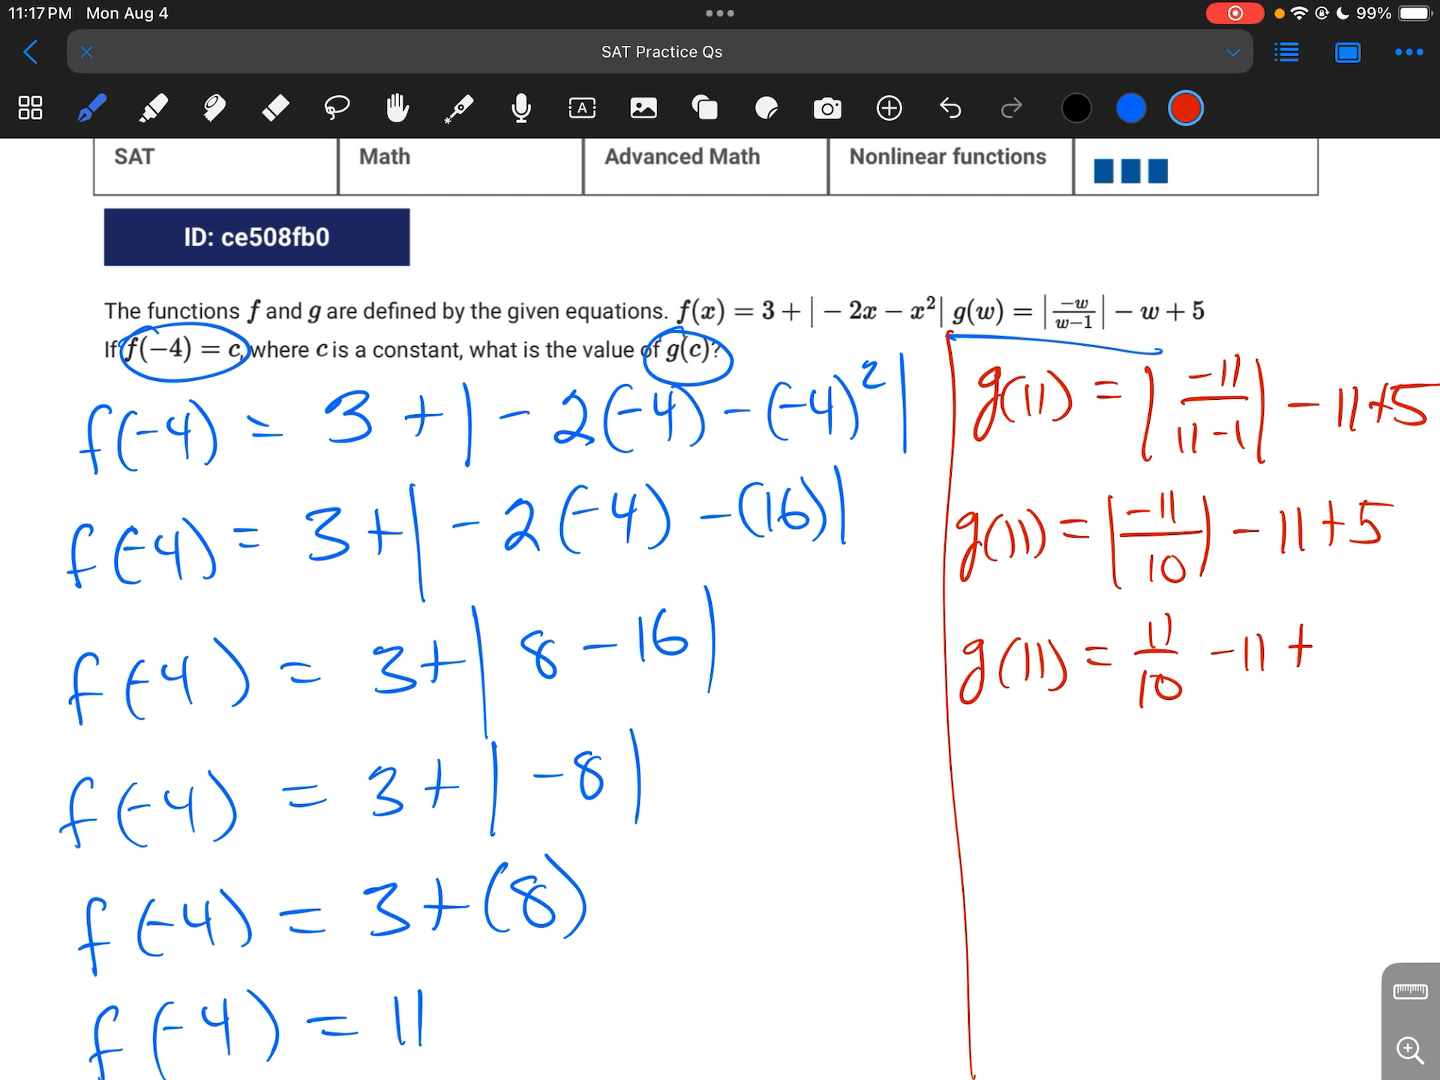 11:17 PM Mon Aug 4
99%
SAT Practice Qs
SAT Math Advanced Math Nonlinear functions
ID: ce508fb0
The functions f and g are defined by the given equations. f(x) = 3 + | − 2x − x²| g(w) = |−w/w−1| − w + 5
If f(−4) = c, where c is a constant, what is the value of g(c)?
f(-4) = 3 + | - 2(-4) - (-4)²|
f(-4) = 3 + | - 2(-4) - (16)|
f(-4) = 3 + | 8 - 16 |
f(-4) = 3 + | - 8 |
f(-4) = 3 + (8)
f(-4) = 11
g(11) = | -11/11-1 | - 11 + 5
g(11) = | -11/10 | - 11 + 5
g(11) = 11/10 - 11 +